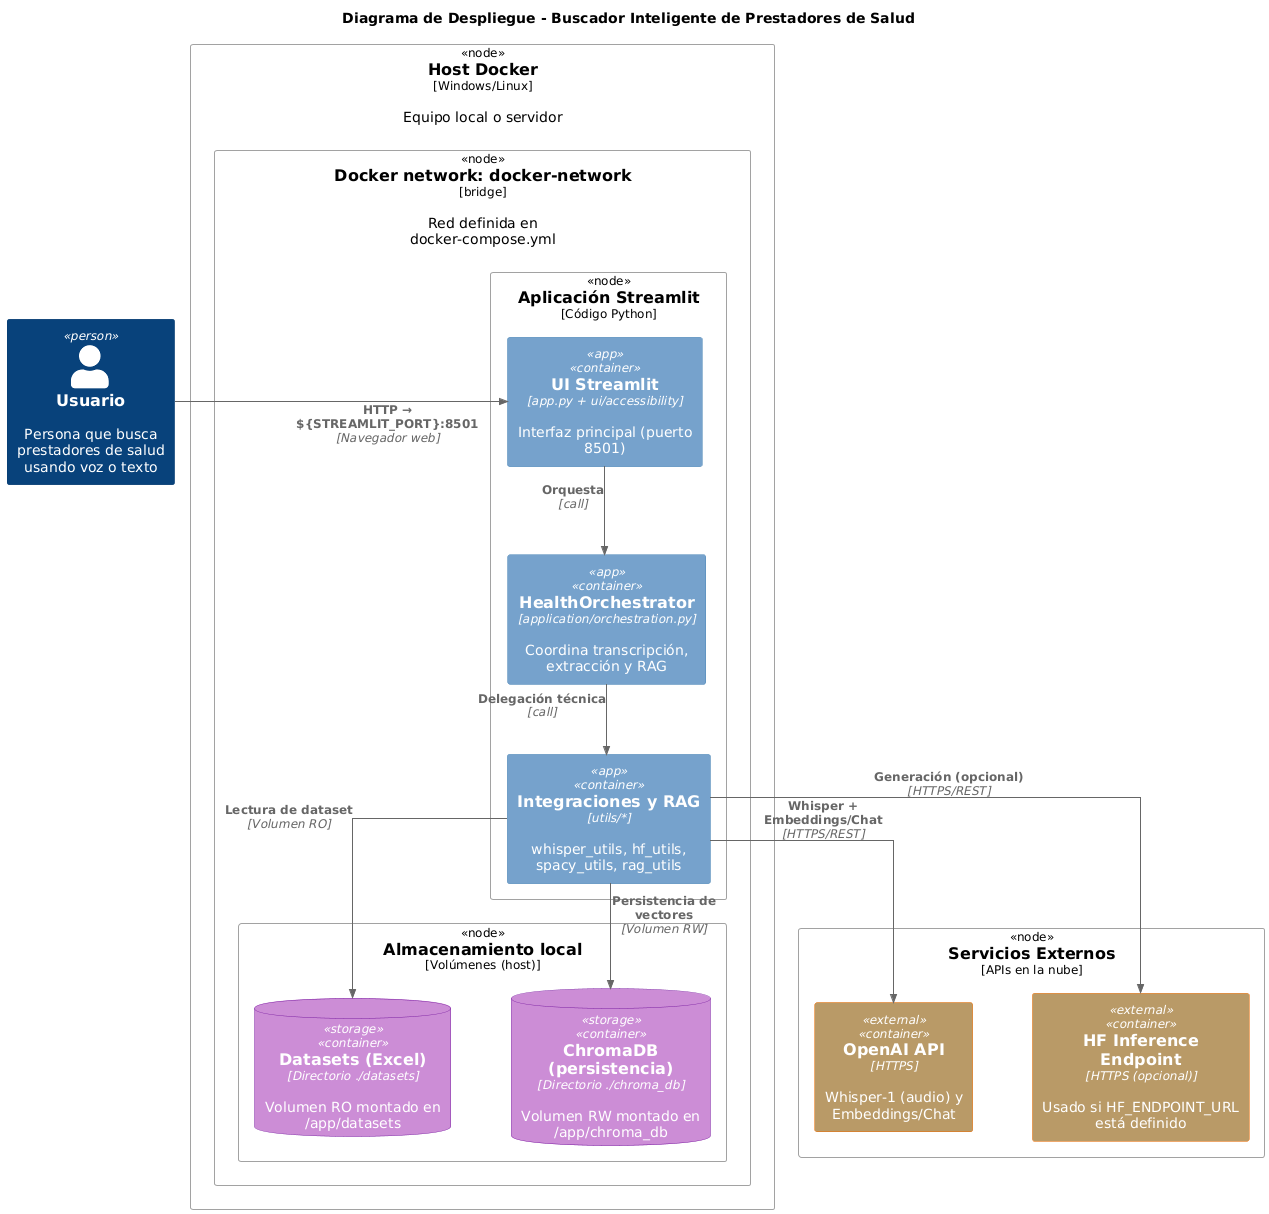 Diagrama de Despliegue - Buscador Inteligente de Prestadores de Salud
«node»
Host Docker
[Windows/Linux]
Equipo local o servidor
«node»
Docker network: docker-network
[bridge]
Red definida en
docker-compose.yml
«node»
Aplicación Streamlit
[Código Python]
«person»
Usuario
Persona que busca
prestadores de salud
usando voz o texto
HTTP →
${STREAMLIT_PORT}:8501
[Navegador web]
«app»
«container»
UI Streamlit
[app.py + ui/accessibility]
Interfaz principal (puerto
8501)
Orquesta
[call]
«app»
«container»
HealthOrchestrator
[application/orchestration.py]
Coordina transcripción,
extracción y RAG
Delegación técnica
[call]
«app»
«container»
Integraciones y RAG
[utils/*]
whisper_utils, hf_utils,
spacy_utils, rag_utils
Generación (opcional)
[HTTPS/REST]
Whisper +
Embeddings/Chat
[HTTPS/REST]
Lectura de dataset
[Volumen RO]
Persistencia de
vectores
[Volumen RW]
«node»
Almacenamiento local
[Volúmenes (host)]
«storage»
«container»
Datasets (Excel)
[Directorio ./datasets]
Volumen RO montado en
/app/datasets
«storage»
«container»
ChromaDB
(persistencia)
[Directorio ./chroma_db]
Volumen RW montado en
/app/chroma_db
«node»
Servicios Externos
[APIs en la nube]
«external»
«container»
OpenAI API
[HTTPS]
Whisper-1 (audio) y
Embeddings/Chat
«external»
«container»
HF Inference
Endpoint
[HTTPS (opcional)]
Usado si HF_ENDPOINT_URL
está definido